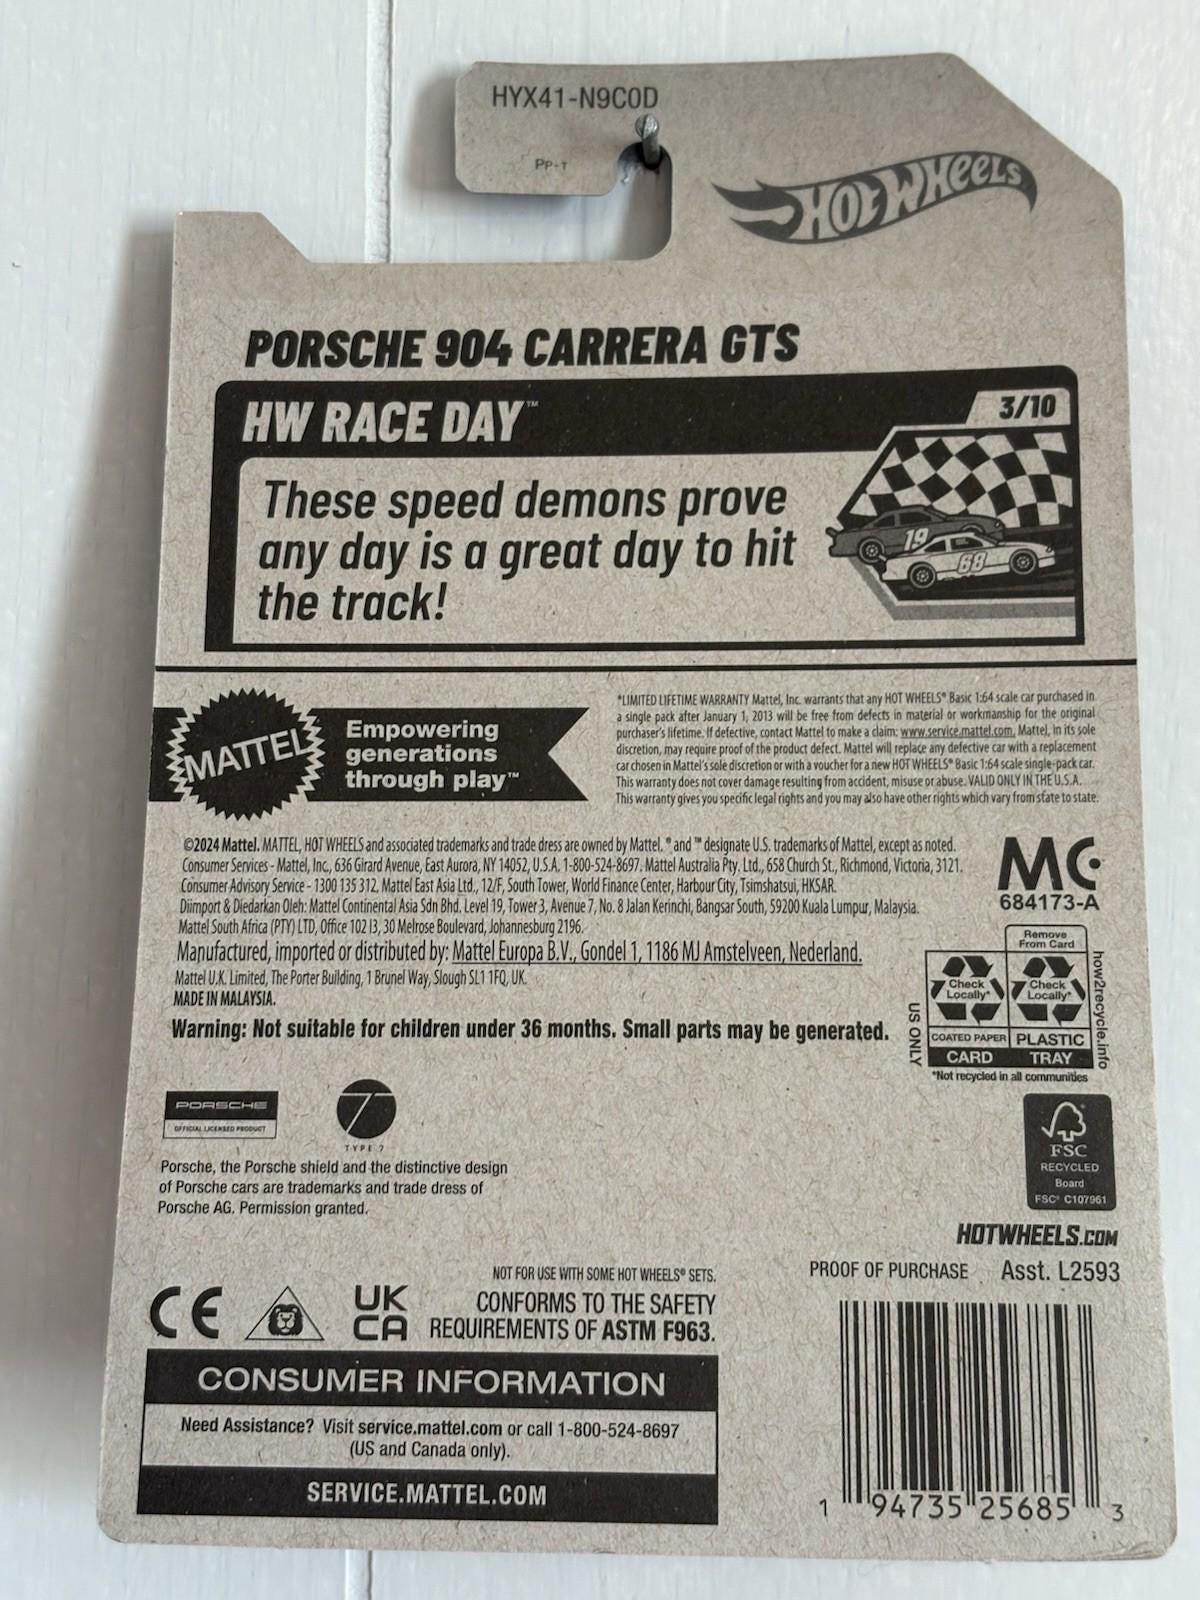 HYX41-N9C0D
PP-T
HOT WHEELS
PORSCHE 904 CARRERA GTS
HW RACE DAY™
3/10
These speed demons prove
any day is a great day to hit
the track!
19
68
MATTEL
Empowering
generations
through play™
*LIMITED LIFETIME WARRANTY Mattel, Inc. warrants that any HOT WHEELS® Basic 1:64 scale car purchased in
a single pack after January 1, 2013 will be free from defects in material or workmanship for the original
purchaser's lifetime. If defective, contact Mattel to make a claim: www.service.mattel.com. Mattel, in its sole
discretion, may require proof of the product defect. Mattel will replace any defective car with a replacement
car chosen in Mattel's sole discretion or with a voucher for a new HOT WHEELS® Basic 1:64 scale single-pack car.
This warranty does not cover damage resulting from accident, misuse or abuse. VALID ONLY IN THE U.S.A.
This warranty gives you specific legal rights and you may also have other rights which vary from state to state.
©2024 Mattel. MATTEL, HOT WHEELS and associated trademarks and trade dress are owned by Mattel. ® and ™ designate U.S. trademarks of Mattel, except as noted.
Consumer Services - Mattel, Inc., 636 Girard Avenue, East Aurora, NY 14052, U.S.A. 1-800-524-8697. Mattel Australia Pty. Ltd., 658 Church St., Richmond, Victoria, 3121.
Consumer Advisory Service - 1300 135 312. Mattel East Asia Ltd., 12/F, South Tower, World Finance Center, Harbour City, Tsimshatsui, HKSAR.
Diimport & Diedarkan Oleh: Mattel Continental Asia Sdn Bhd. Level 19, Tower 3, Avenue 7, No. 8 Jalan Kerinchi, Bangsar South, 59200 Kuala Lumpur, Malaysia.
Mattel South Africa (PTY) LTD, Office 102 I3, 30 Melrose Boulevard, Johannesburg 2196.
Manufactured, imported or distributed by: Mattel Europa B.V., Gondel 1, 1186 MJ Amstelveen, Nederland.
Mattel U.K. Limited, The Porter Building, 1 Brunel Way, Slough SL1 1FQ, UK.
MADE IN MALAYSIA.
Warning: Not suitable for children under 36 months. Small parts may be generated.
MC
684173-A
Remove
From Card
Check
Locally*
Check
Locally*
COATED PAPER
PLASTIC
CARD
TRAY
US ONLY
how2recycle.info
*Not recycled in all communities
PORSCHE
OFFICIAL LICENSED PRODUCT
7
TYPE 7
Porsche, the Porsche shield and the distinctive design
of Porsche cars are trademarks and trade dress of
Porsche AG. Permission granted.
FSC
RECYCLED
Board
FSC® C107961
HOTWHEELS.COM
PROOF OF PURCHASE Asst. L2593
CE
UK
CA
NOT FOR USE WITH SOME HOT WHEELS® SETS.
CONFORMS TO THE SAFETY
REQUIREMENTS OF ASTM F963.
CONSUMER INFORMATION
Need Assistance? Visit service.mattel.com or call 1-800-524-8697
(US and Canada only).
SERVICE.MATTEL.COM
1 94735 25685 3